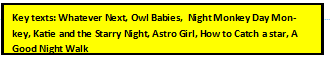 Key texts: Whatever Next, Owl Babies,  Night Monkey Day Mon-
key, Katie and the Starry Night, Astro Girl, How to Catch a star, A
Good Night Walk